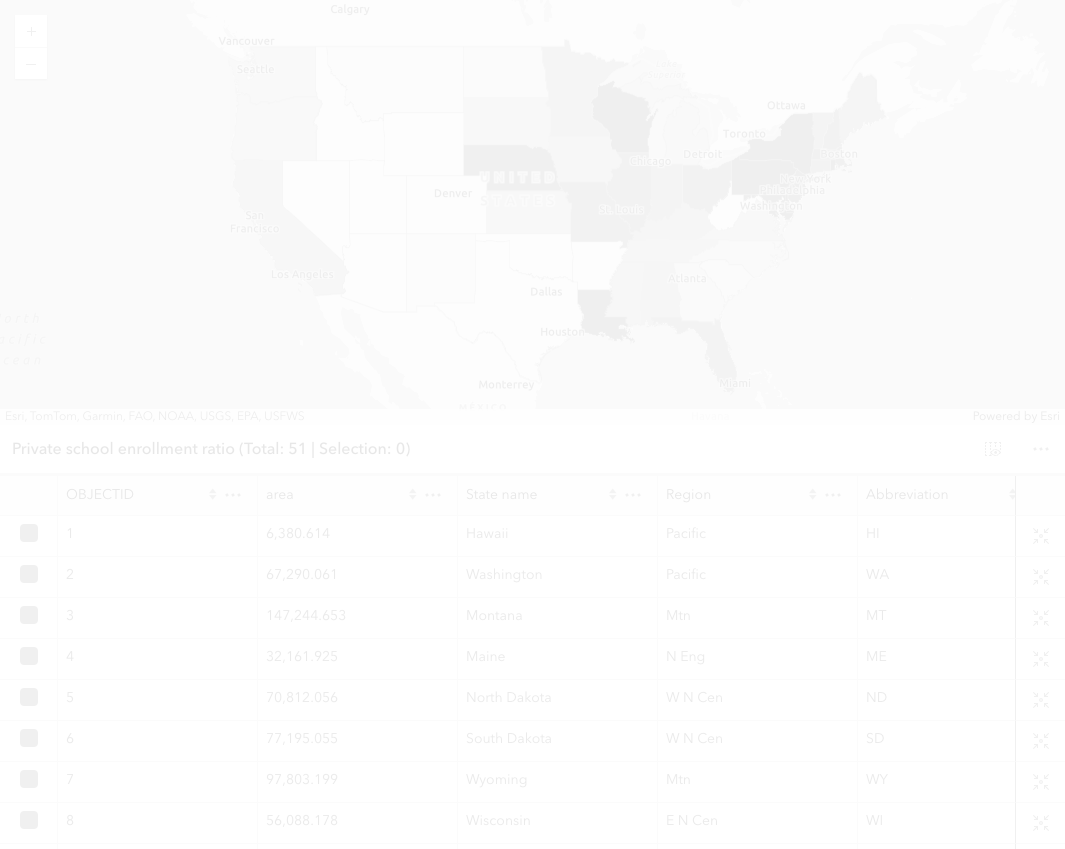 Calgary
+
Vancouver
−
Seattle
Ottawa
Toronto
Chicago
Detroit
Boston
UNITED
STATES
New York
Philadelphia
Denver
Washington
St. Louis
San
Francisco
Los Angeles
Atlanta
Dallas
Houston
Miami
Monterrey
MEXICO
Esri, TomTom, Garmin, FAO, NOAA, USGS, EPA, USFWS
Powered by Esri
Private school enrollment ratio (Total: 51 | Selection: 0)
OBJECTID area State name Region Abbreviation
1 6,380.614 Hawaii Pacific HI
2 67,290.061 Washington Pacific WA
3 147,244.653 Montana Mtn MT
4 32,161.925 Maine N Eng ME
5 70,812.056 North Dakota W N Cen ND
6 77,195.055 South Dakota W N Cen SD
7 97,803.199 Wyoming Mtn WY
8 56,088.178 Wisconsin E N Cen WI